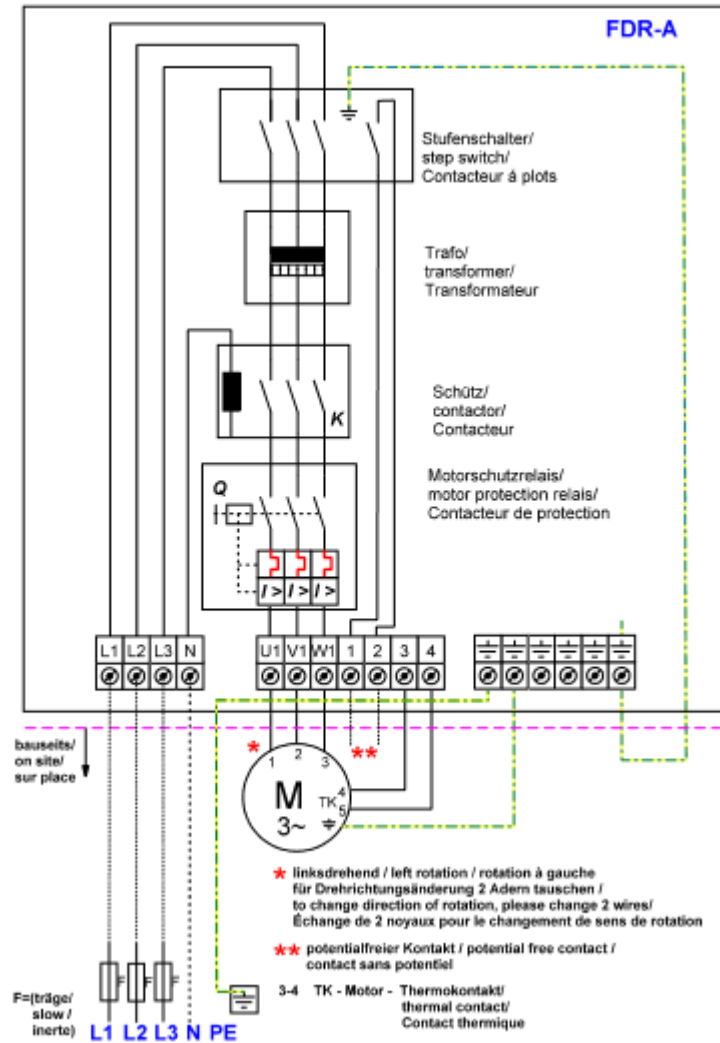 FDR-A
Stufenschalter/
step switch/
Contacteur á plots
Trafo/
transformer/
Transformateur
Schütz/
contactor/
Contacteur
K
Motorschutzrelais/
motor protection relais/
Contacteur de protection
Q
I > I > I >
L1 L2 L3 N U1 V1 W1 1 2 3 4
bauseits/
on site/
sur place
* **
1 2 3
M
3~
TK
4
5
* linksdrehend / left rotation / rotation à gauche
für Drehrichtungsänderung 2 Adern tauschen /
to change direction of rotation, please change 2 wires/
Échange de 2 noyaux pour le changement de sens de rotation
** potentialfreier Kontakt / potential free contact /
contact sans potentiel
3-4 TK - Motor - Thermokontakt/
thermal contact/
Contact thermique
F F F
F=(träge/
slow /
inerte)
L1 L2 L3 N PE